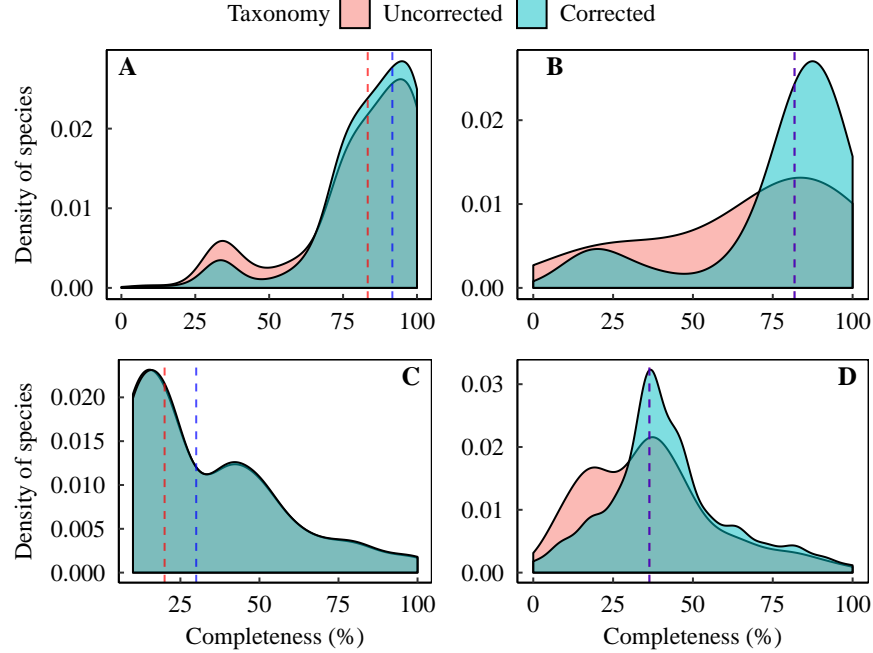 Taxonomy Uncorrected Corrected
A
B
Density of species
0.02
0.01
0.00
0 25 50 75 100
0.02
0.01
0.00
0 25 50 75 100
C
D
Density of species
0.020
0.015
0.010
0.005
0.000
25 50 75 100
Completeness (%)
0.03
0.02
0.01
0.00
0 25 50 75 100
Completeness (%)